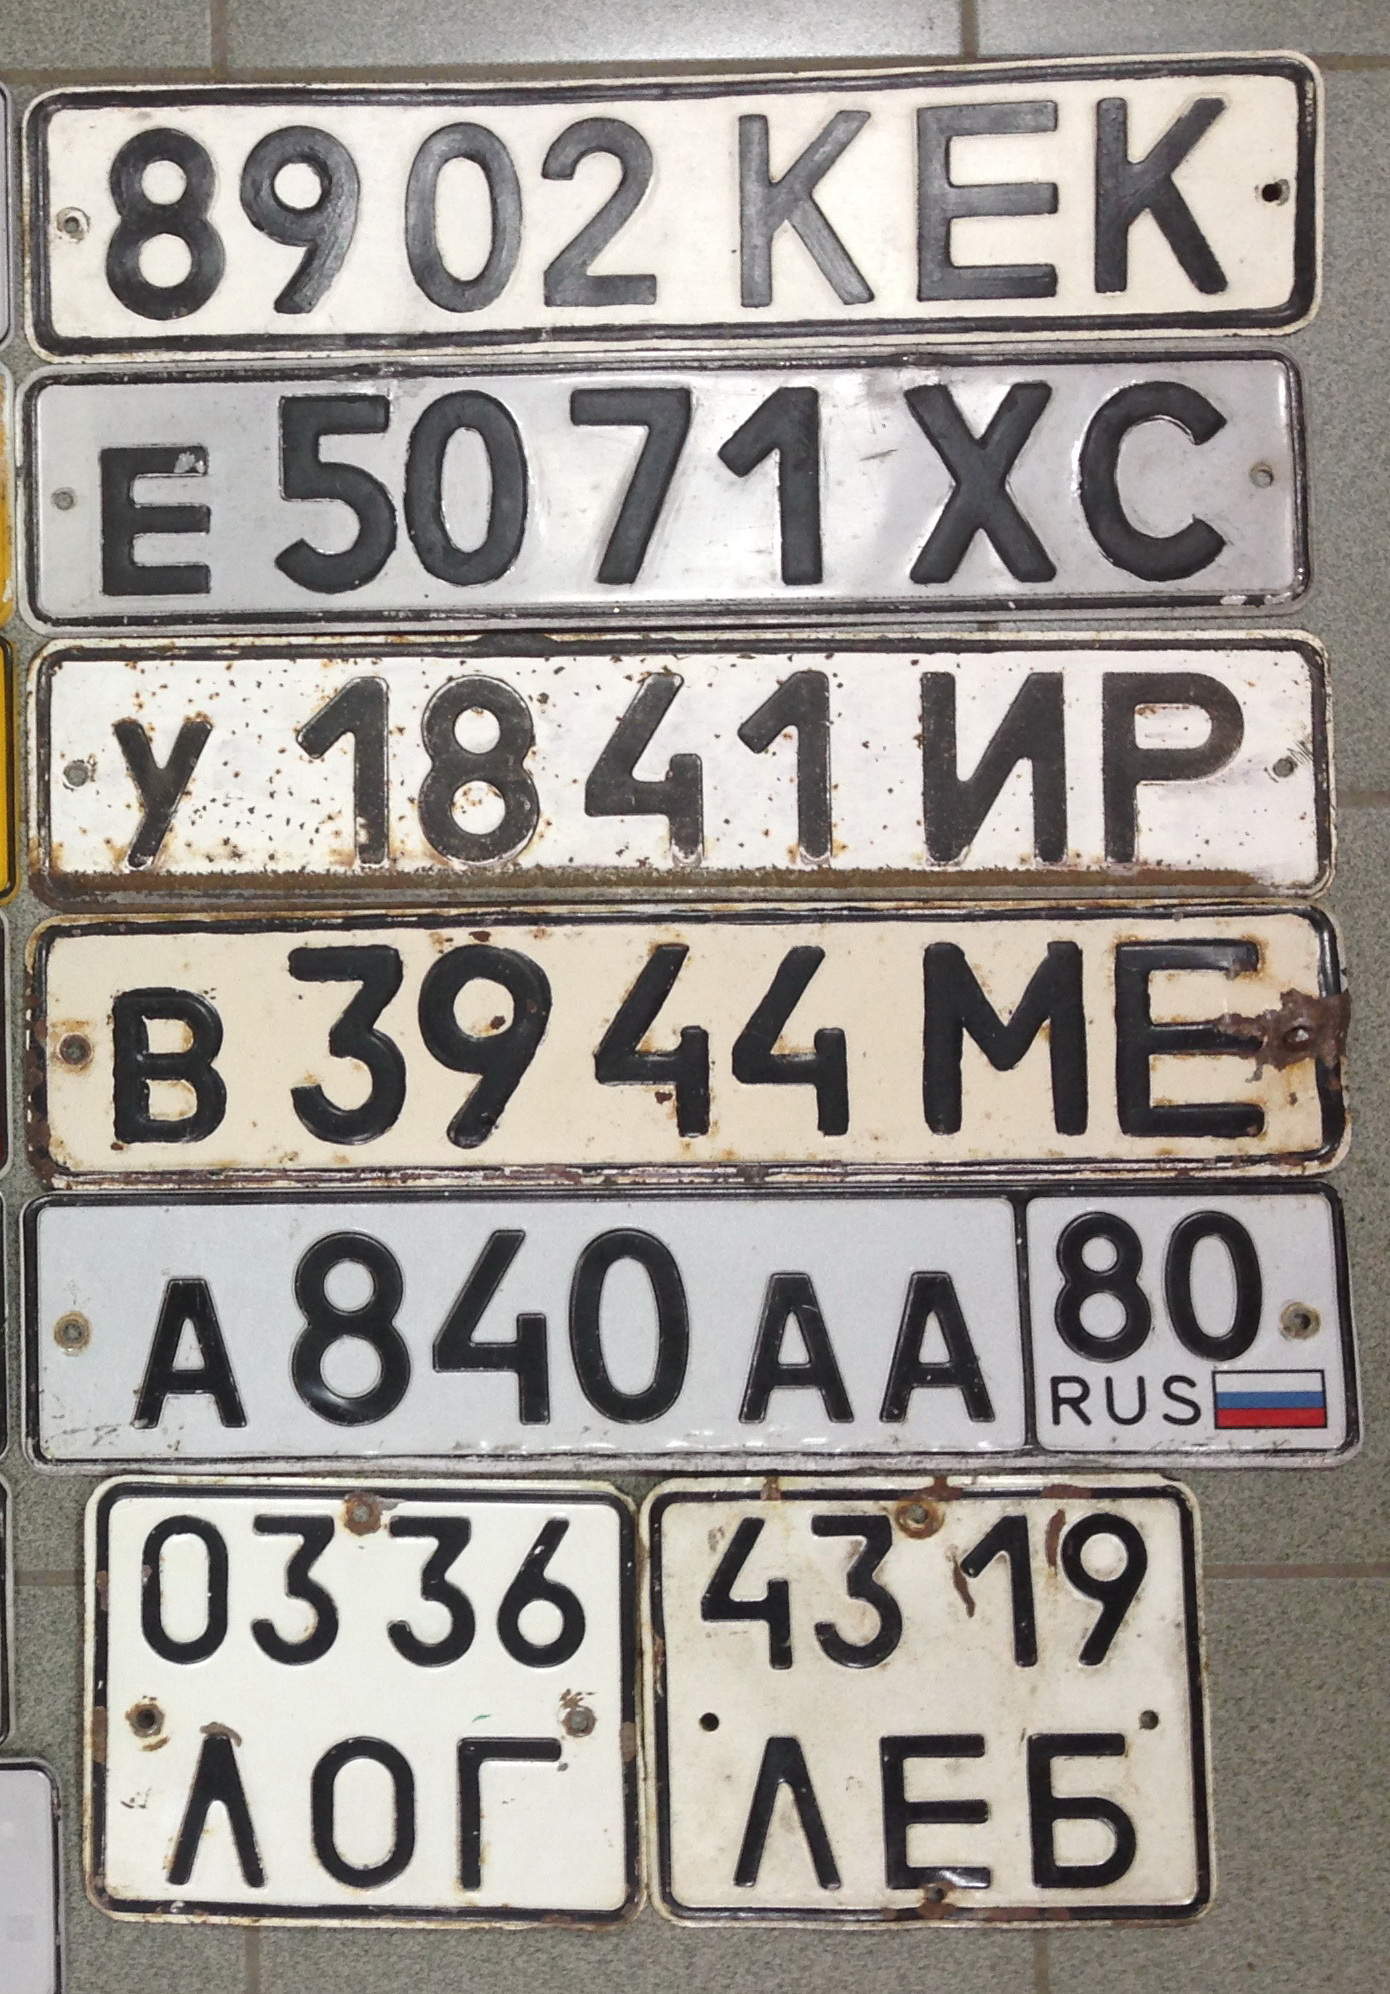 8902 КЕК
Е 5071 ХС
У 1841 ИР
В 3944 МЕ
А 840 АА 80
RUS
0336
ЛОГ
4319
ЛЕБ